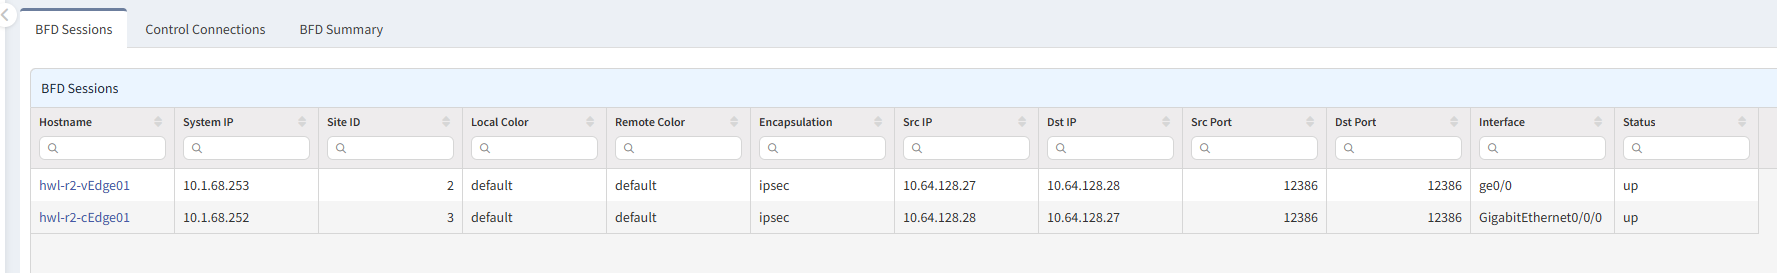 BFD Sessions Control Connections BFD Summary
BFD Sessions
Hostname System IP Site ID Local Color Remote Color Encapsulation Src IP Dst IP Src Port Dst Port Interface Status
hwl-r2-vEdge01 10.1.68.253 2 default default ipsec 10.64.128.27 10.64.128.28 12386 12386 ge0/0 up
hwl-r2-cEdge01 10.1.68.252 3 default default ipsec 10.64.128.28 10.64.128.27 12386 12386 GigabitEthernet0/0/0 up